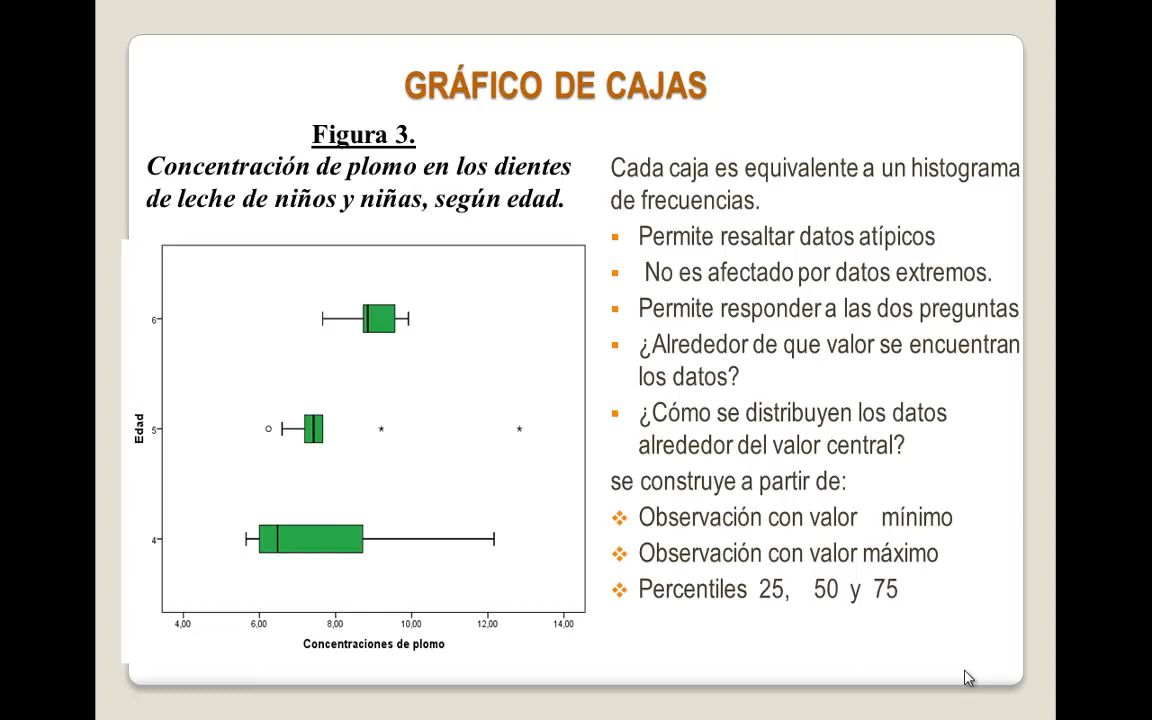 GRÁFICO DE CAJAS
Figura 3.
Concentración de plomo en los dientes
de leche de niños y niñas, según edad.
6
5
4
Edad
4,00 6,00 8,00 10,00 12,00 14,00
Concentraciones de plomo
Cada caja es equivalente a un histograma
de frecuencias.
Permite resaltar datos atípicos
No es afectado por datos extremos.
Permite responder a las dos preguntas
¿Alrededor de que valor se encuentran
los datos?
¿Cómo se distribuyen los datos
alrededor del valor central?
se construye a partir de:
Observación con valor mínimo
Observación con valor máximo
Percentiles 25, 50 y 75